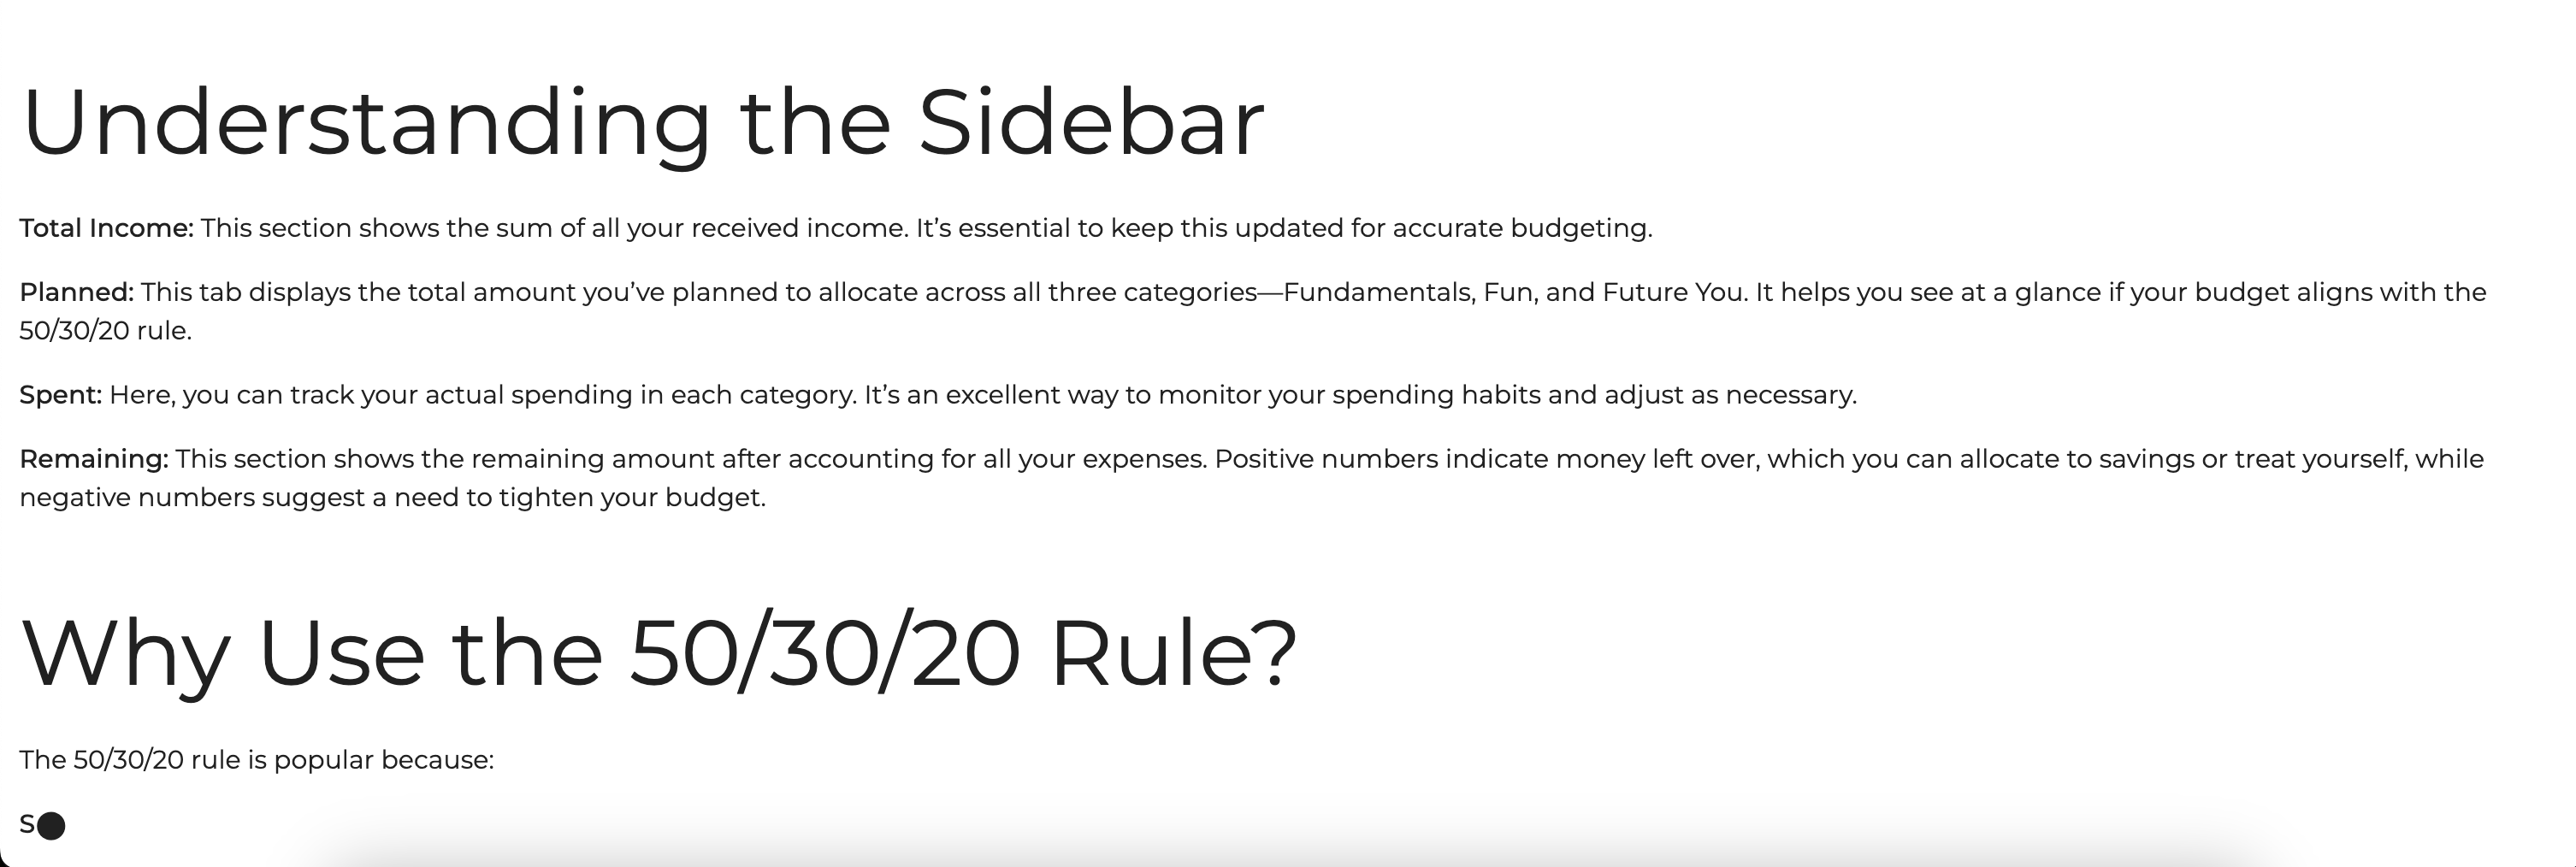 Understanding the Sidebar
Total Income: This section shows the sum of all your received income. It’s essential to keep this updated for accurate budgeting.
Planned: This tab displays the total amount you’ve planned to allocate across all three categories—Fundamentals, Fun, and Future You. It helps you see at a glance if your budget aligns with the
50/30/20 rule.
Spent: Here, you can track your actual spending in each category. It’s an excellent way to monitor your spending habits and adjust as necessary.
Remaining: This section shows the remaining amount after accounting for all your expenses. Positive numbers indicate money left over, which you can allocate to savings or treat yourself, while
negative numbers suggest a need to tighten your budget.
Why Use the 50/30/20 Rule?
The 50/30/20 rule is popular because:
S